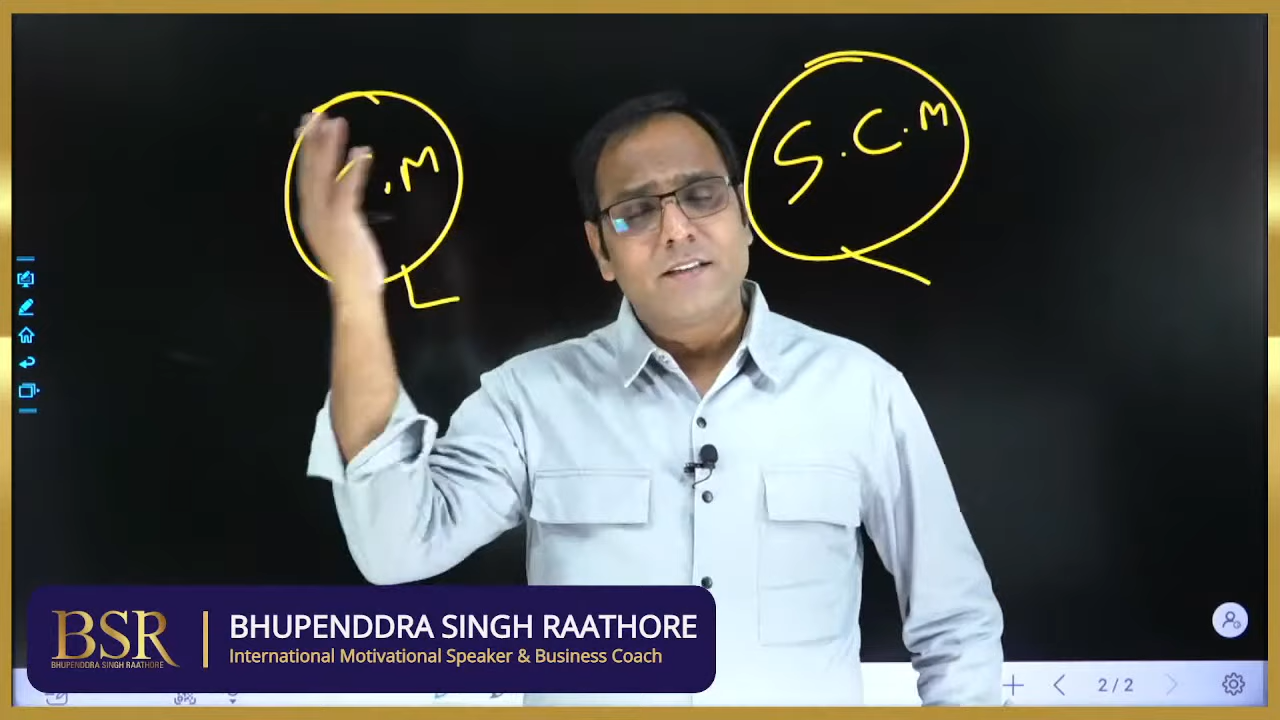 .M
S.C.M
BSR
BHUPENDDRA SINGH RAATHORE
BHUPENDDRA SINGH RAATHORE
International Motivational Speaker & Business Coach
2/2